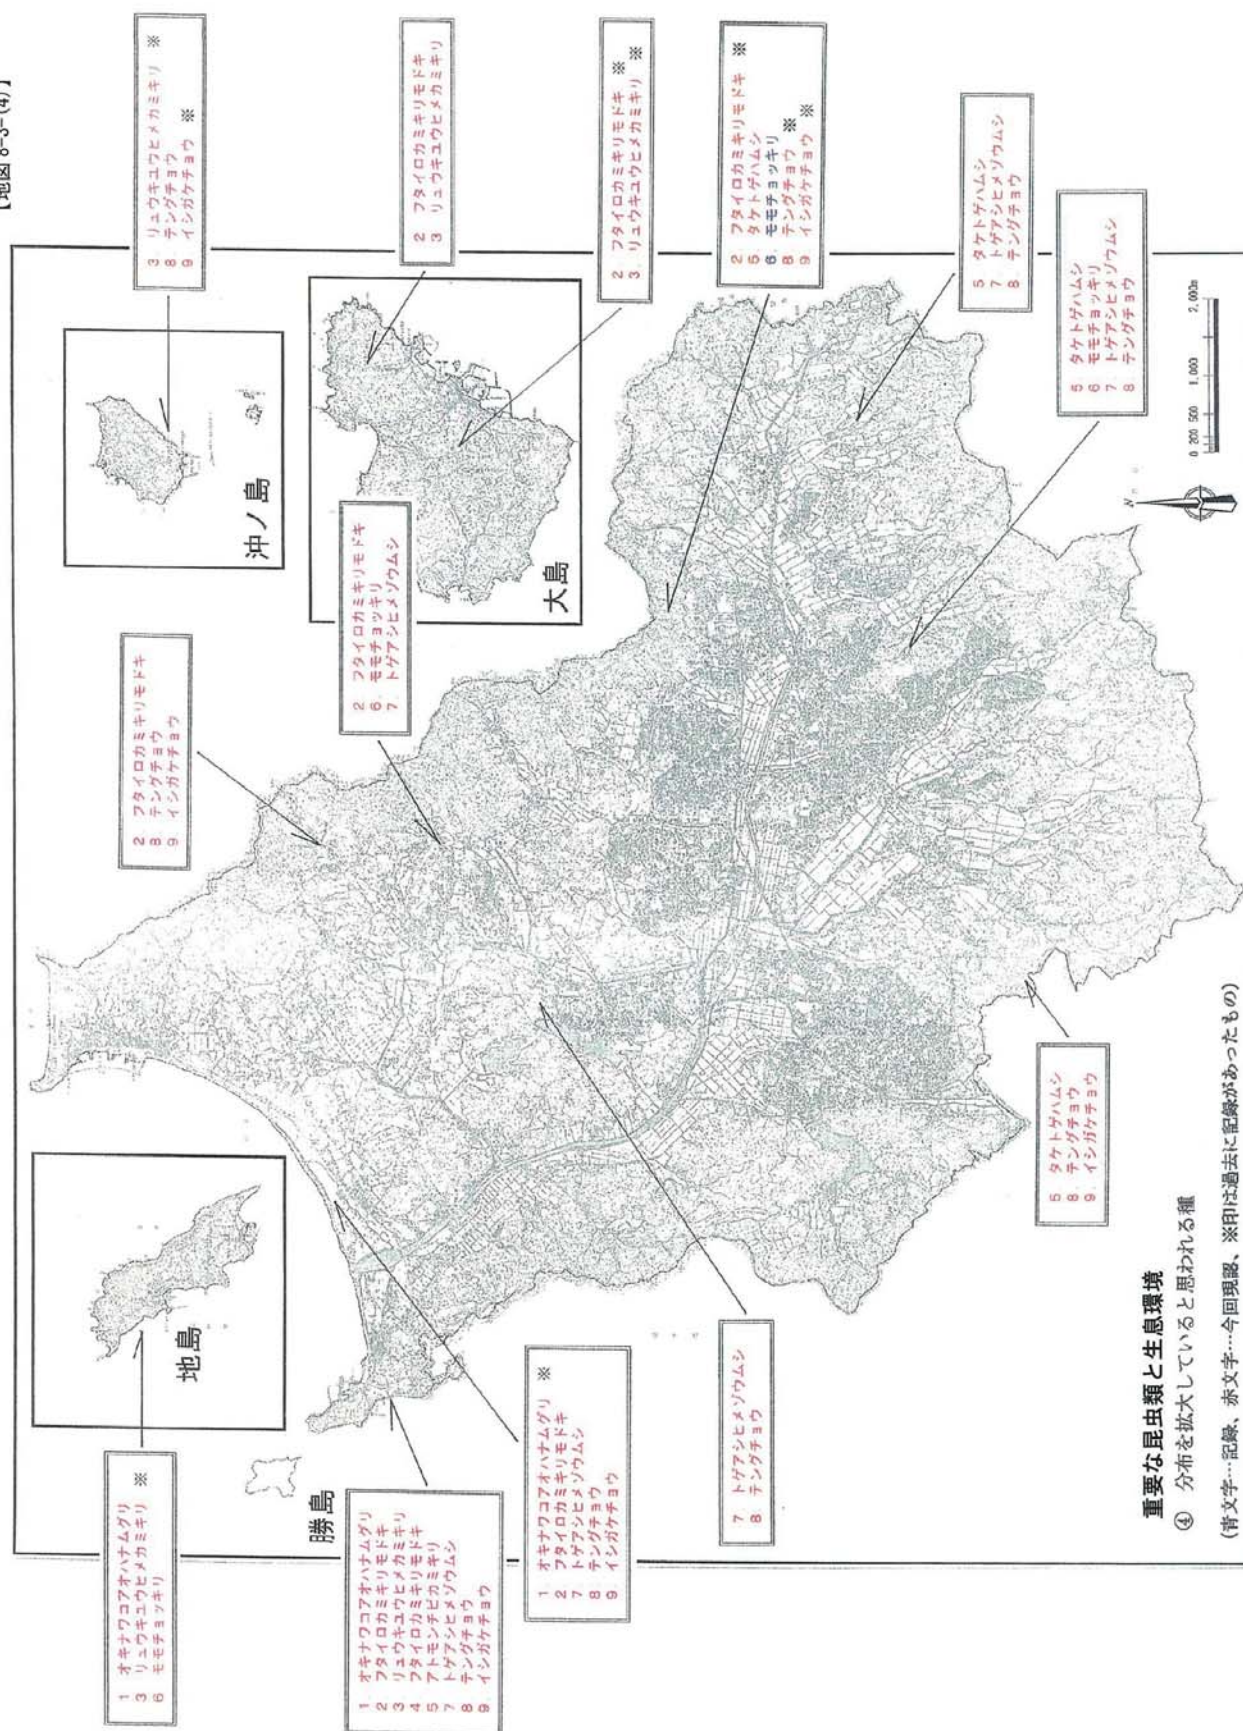 【地図 8-3-(4)】
3 リュウキュウヒメカミキリ ※
8 テングチョウ
9 イシガケチョウ ※
2 フタイロカミキリモドキ
3 リュウキュウヒメカミキリ
2. フタイロカミキリモドキ ※
3. リュウキユウヒメカミキリ ※
2 フタイロカミキリモドキ ※
5 タケトゲハムシ
6. モモチョッキリ
8 テングチョウ ※
9 イシガケチョウ ※
5 タケトゲハムシ
7. トゲアシヒメゾウムシ
8. テングチョウ
5 タケトゲハムシ
6 モモチョッキリ
7 トゲアシヒメゾウムシ
8 テングチョウ
沖ノ島
大島
2 フタイロカミキリモドキ
6. モモチョッキリ
7. トゲアシヒメゾウムシ
2 フタイロカミキリモドキ
8 テングチョウ
9 イシガケチョウ
N
0 200 500 1,000 2,000m
地島
勝島
1 オキナワコアオハナムグリ
3 リュウキユウヒメカミキリ ※
6 モモチョッキリ
1 オキナワコアオハナムグリ
2 フタイロカミキリモドキ
3 リュウキユウヒメカミキリ
4 フタイロカミキリモドキ
5 アトモンチビカミキリ
7 トゲアシヒメゾウムシ
8 テングチョウ
9 イシガケチョウ
1 オキナワコアオハナムグリ ※
2 フタイロカミキリモドキ
7 トゲアシヒメゾウムシ
8 テングチョウ
9 イシガケチョウ
7 トゲアシヒメゾウムシ
8 テングチョウ
5 タケトゲハムシ
8. テングチョウ
9. イシガケチョウ
重要な昆虫類と生息環境
④ 分布を拡大していると思われる種
(青文字…記録、赤文字…今回現認、※印は過去に記録があったもの)